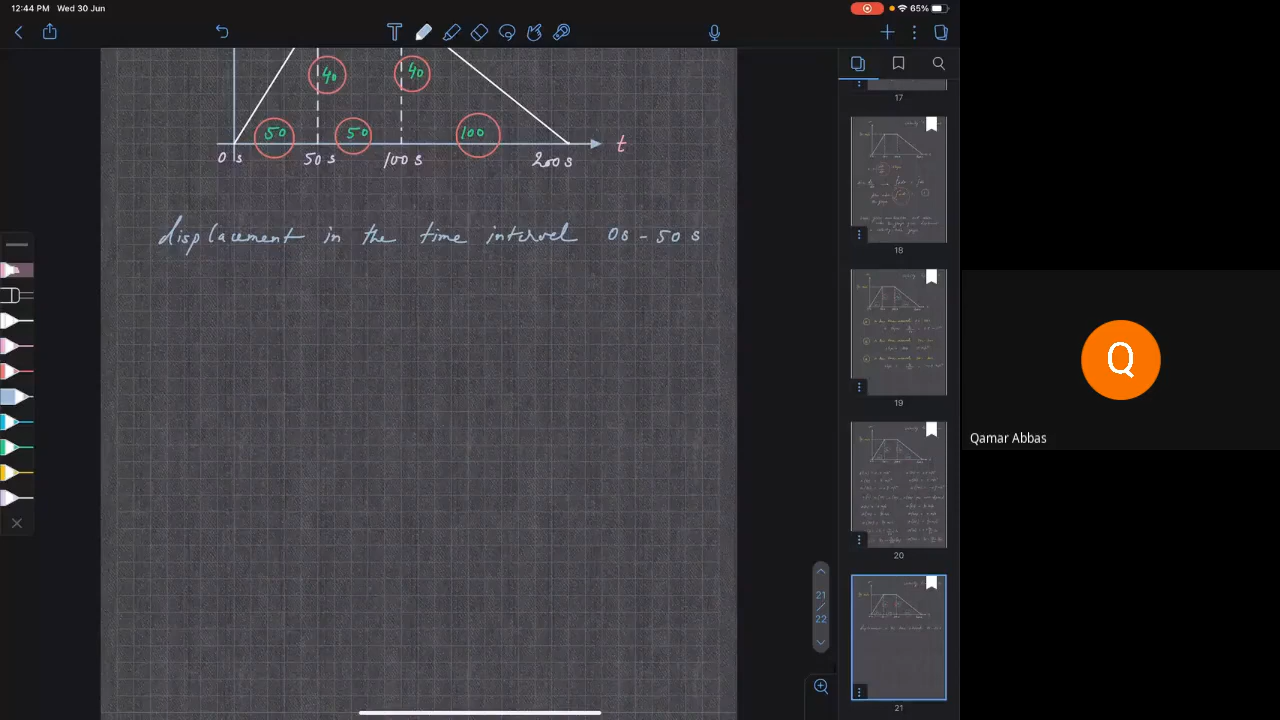 12:44 PM Wed 30 Jun
65%
40 40
50 50 100
0 s 50 s 100 s 200 s t
displacement in the time interval 0s - 50 s
17
18
19
20
21
21
22
Q
Qamar Abbas